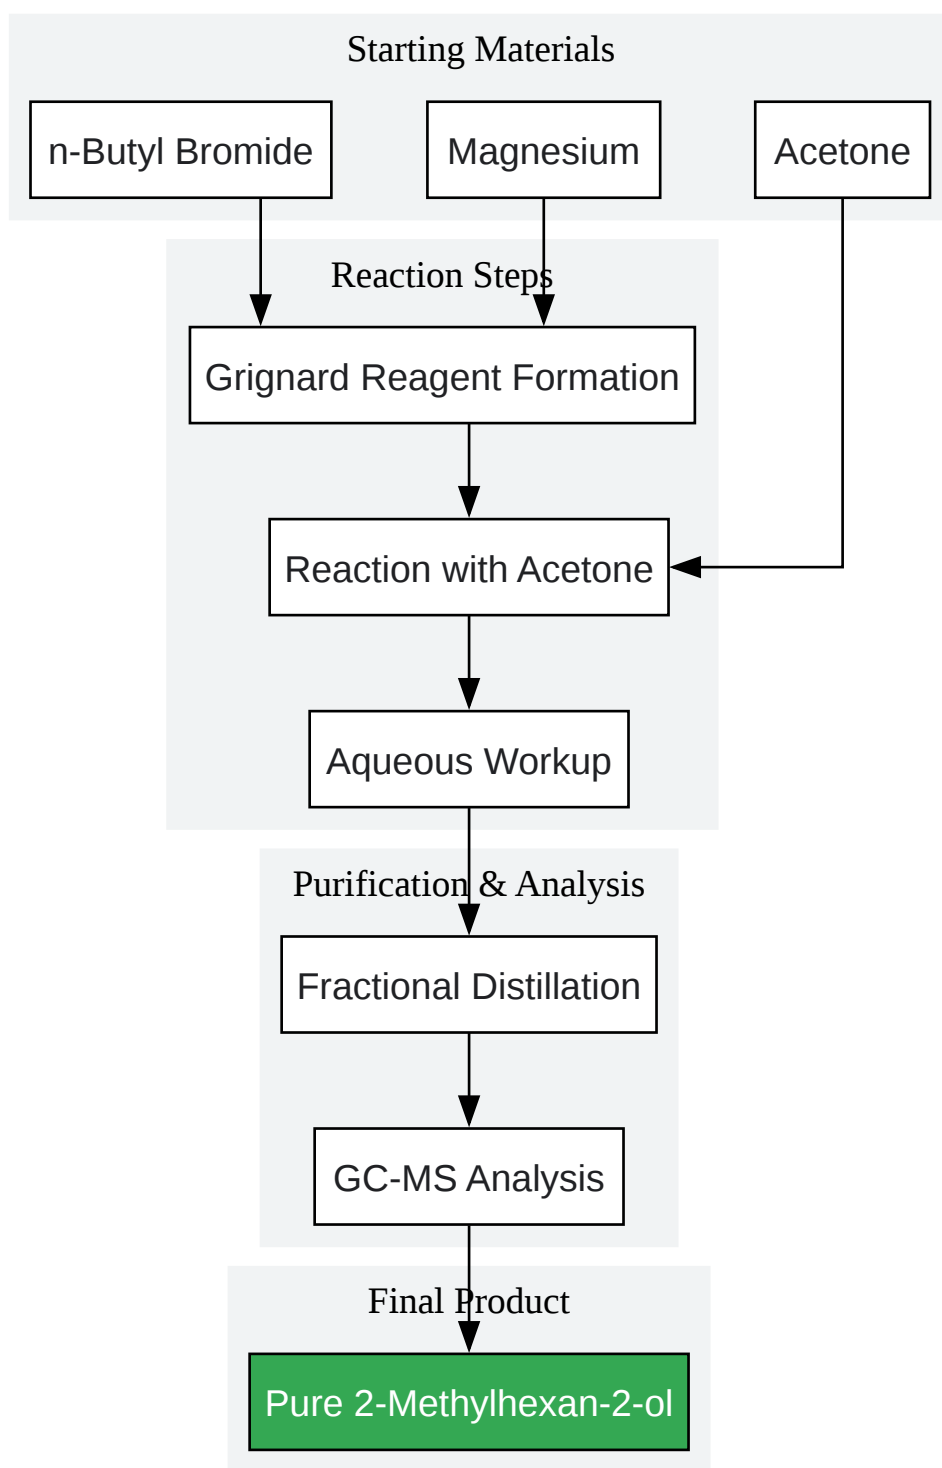 Starting Materials
n-Butyl Bromide
Magnesium
Acetone
Reaction Steps
Grignard Reagent Formation
Reaction with Acetone
Aqueous Workup
Purification & Analysis
Fractional Distillation
GC-MS Analysis
Final Product
Pure 2-Methylhexan-2-ol